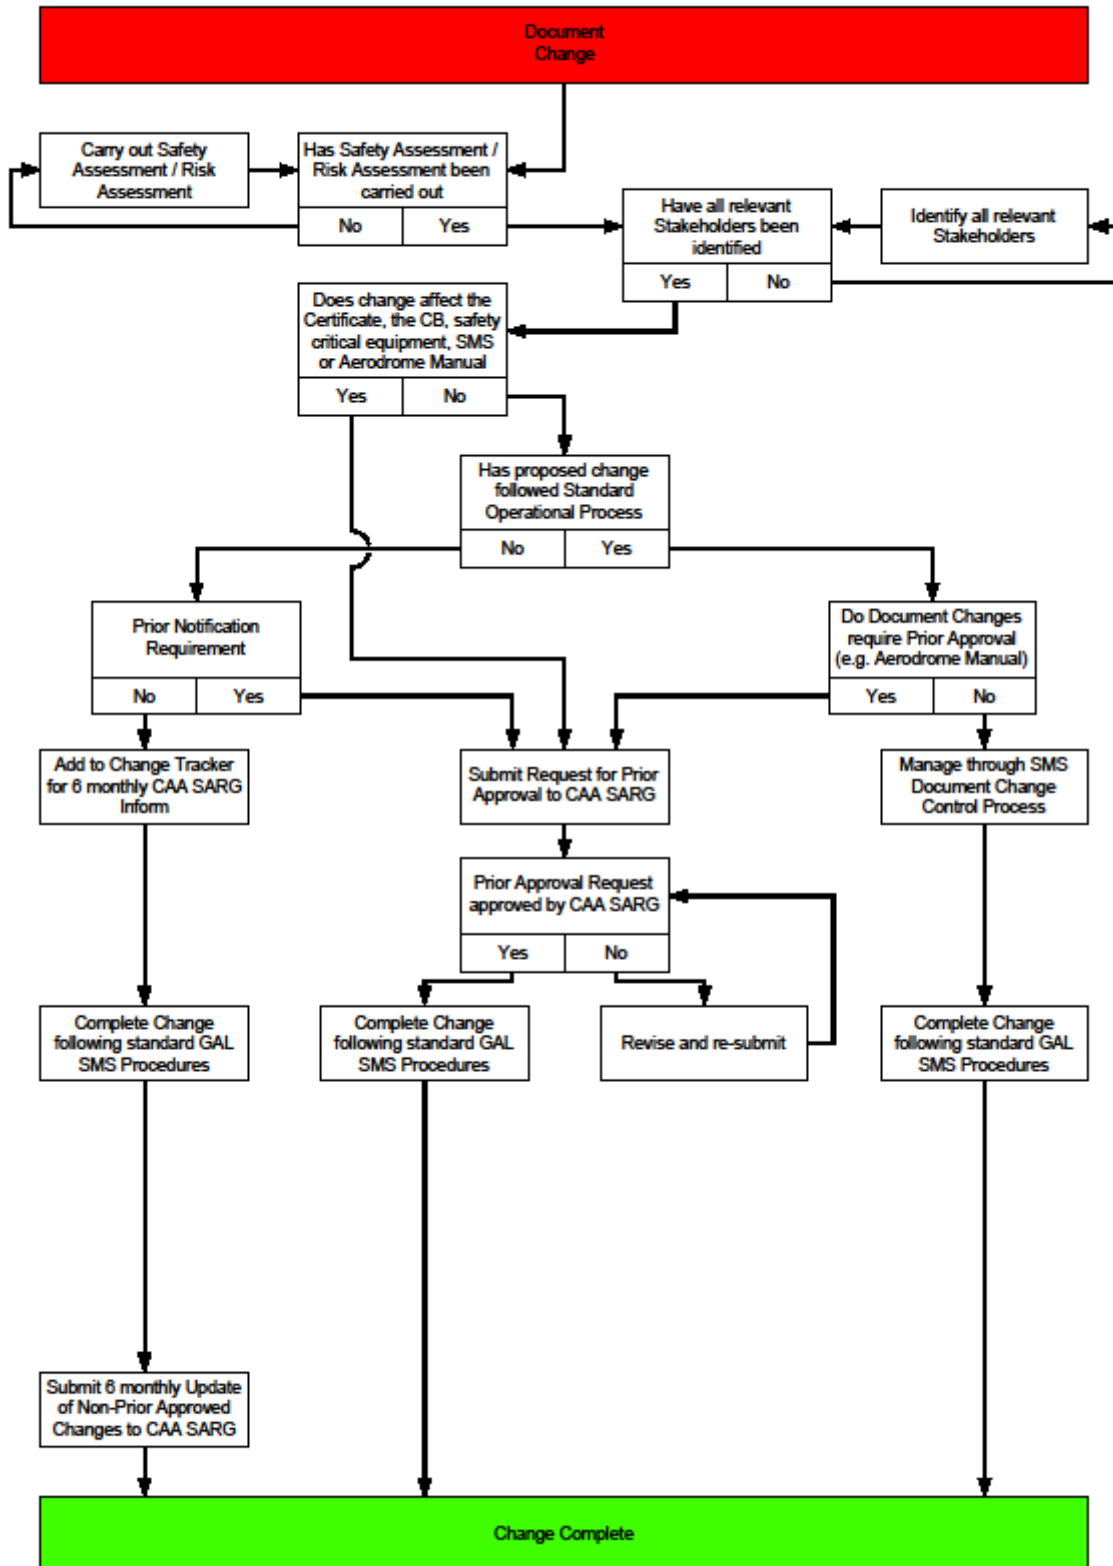 Document
Change
Carry out Safety
Assessment / Risk
Assessment
Has Safety Assessment /
Risk Assessment been
carried out
No
Yes
Have all relevant
Stakeholders been
identified
Yes
No
Identify all relevant
Stakeholders
Does change affect the
Certificate, the CB, safety
critical equipment, SMS
or Aerodrome Manual
Yes
No
Has proposed change
followed Standard
Operational Process
No
Yes
Prior Notification
Requirement
No
Yes
Do Document Changes
require Prior Approval
(e.g. Aerodrome Manual)
Yes
No
Add to Change Tracker
for 6 monthly CAA SARG
Inform
Submit Request for Prior
Approval to CAA SARG
Manage through SMS
Document Change
Control Process
Prior Approval Request
approved by CAA SARG
Yes
No
Complete Change
following standard GAL
SMS Procedures
Complete Change
following standard GAL
SMS Procedures
Revise and re-submit
Complete Change
following standard GAL
SMS Procedures
Submit 6 monthly Update
of Non-Prior Approved
Changes to CAA SARG
Change Complete